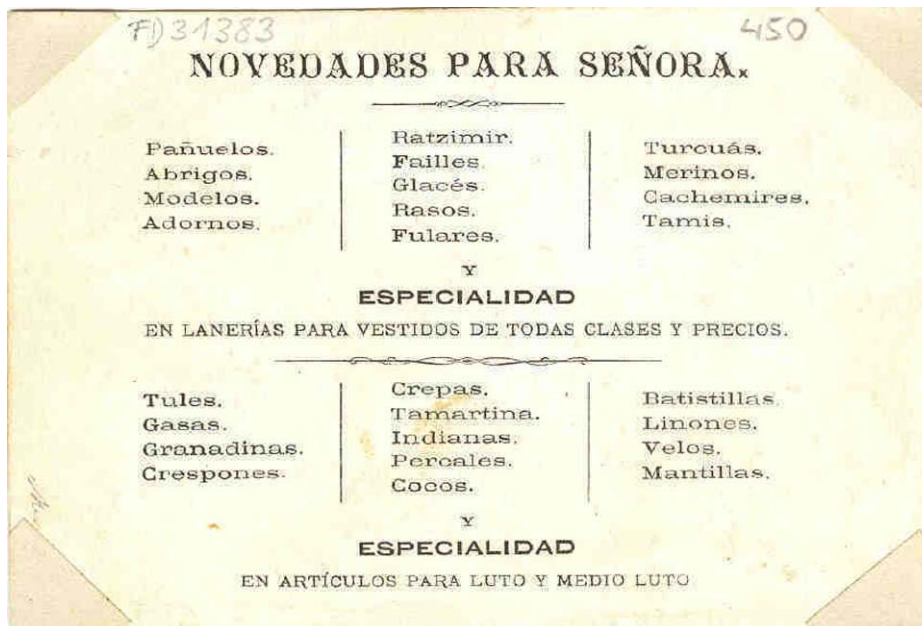 FD31383
450
NOVEDADES PARA SEÑORA.
Pañuelos.
Abrigos.
Modelos.
Adornos.
Ratzimir.
Failles.
Glacés.
Rasos.
Fulares.
Turcuás.
Merinos.
Cachemires.
Tamis.
Y
ESPECIALIDAD
EN LANERÍAS PARA VESTIDOS DE TODAS CLASES Y PRECIOS.
Tules.
Gasas.
Granadinas.
Crespones.
Crepas.
Tamartina.
Indianas.
Percales.
Cocos.
Batistillas.
Linones.
Velos.
Mantillas.
Y
ESPECIALIDAD
EN ARTÍCULOS PARA LUTO Y MEDIO LUTO